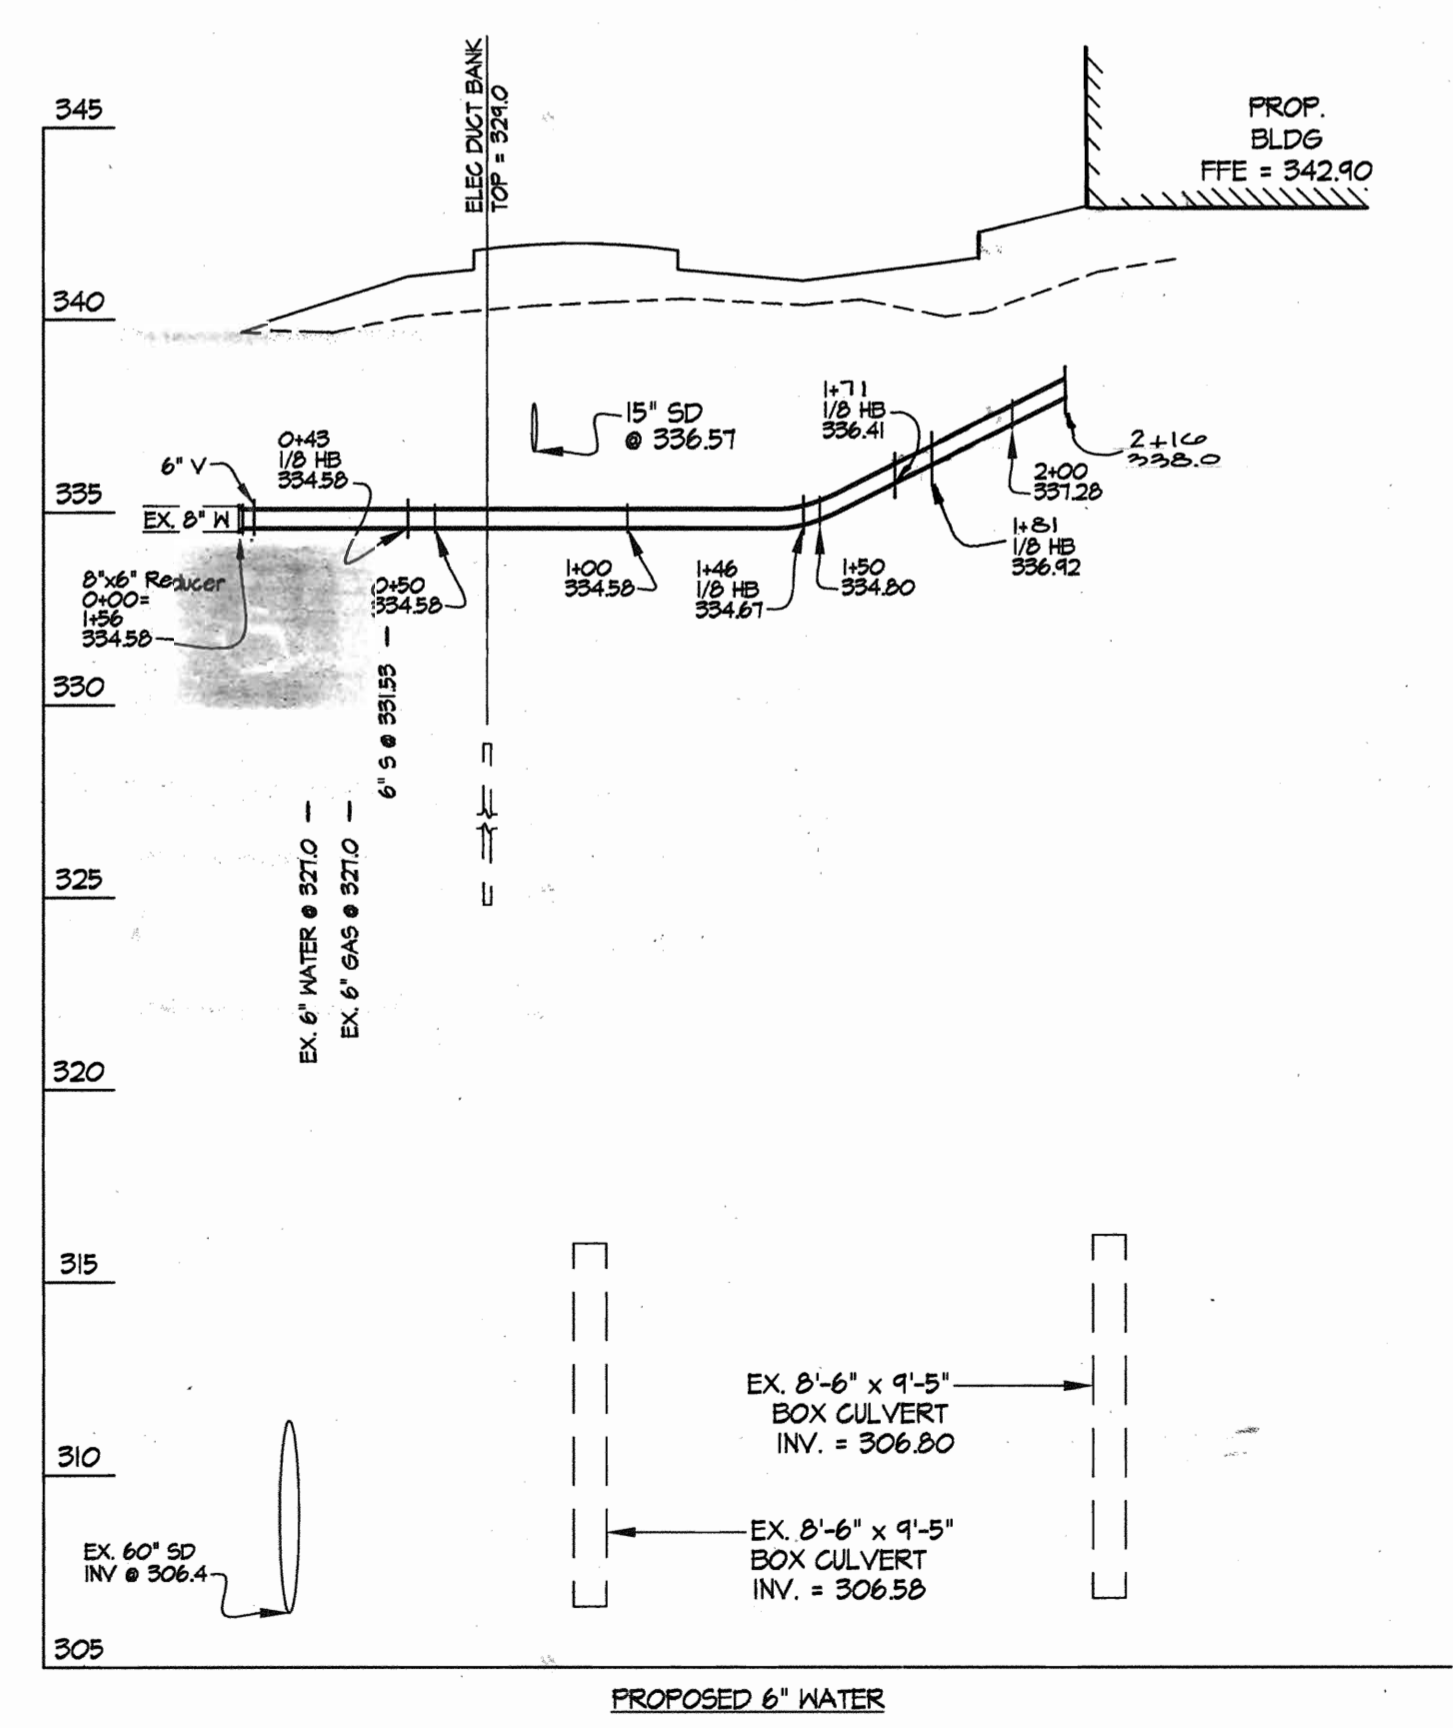 345
340
335
330
325
320
315
310
305
ELEC DUCT BANK
TOP = 329.0
PROP.
BLDG
FFE = 342.90
15" SD
@ 336.57
6" V
EX. 8" W
8"x6" Reducer
0+00=
1+56
334.58
0+43
1/8 HB
334.58
0+50
334.58
1+00
334.58
1+46
1/8 HB
334.67
1+50
334.80
1+71
1/8 HB
336.41
1+81
1/8 HB
336.92
2+00
337.28
2+16
338.0
6" S @ 331.53
EX. 6" WATER @ 327.0
EX. 6" GAS @ 327.0
EX. 8'-6" x 9'-5"
BOX CULVERT
INV. = 306.80
EX. 8'-6" x 9'-5"
BOX CULVERT
INV. = 306.58
EX. 60" SD
INV @ 306.4
PROPOSED 6" WATER